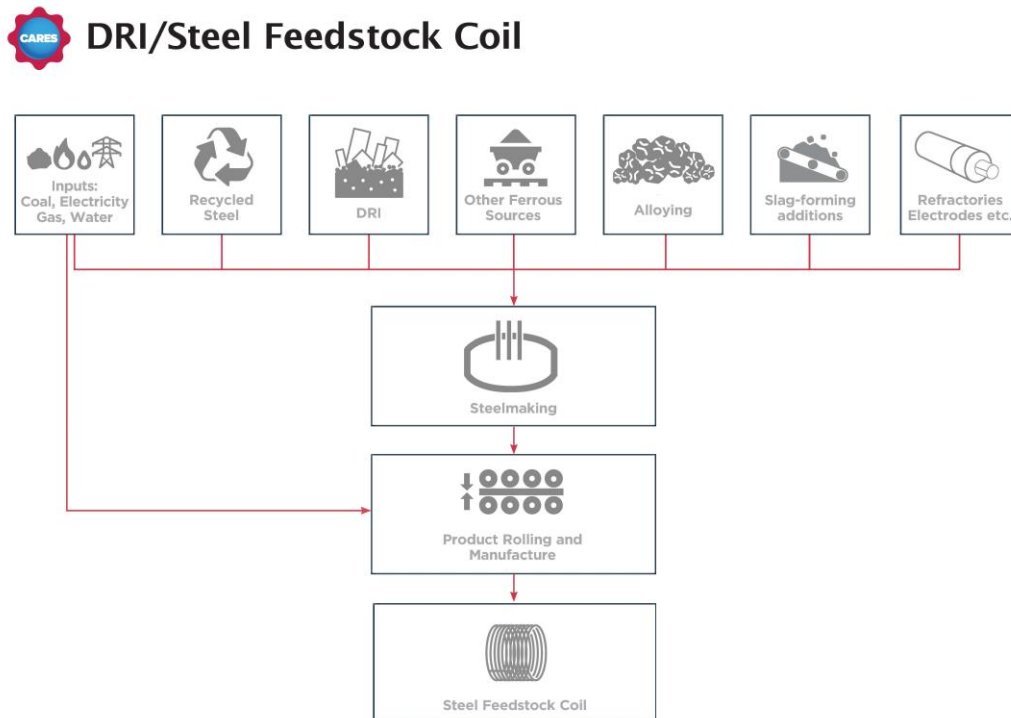 CARES
DRI/Steel Feedstock Coil
Inputs:
Coal, Electricity
Gas, Water
Recycled
Steel
DRI
Other Ferrous
Sources
Alloying
Slag-forming
additions
Refractories
Electrodes etc.
Steelmaking
Product Rolling and
Manufacture
Steel Feedstock Coil